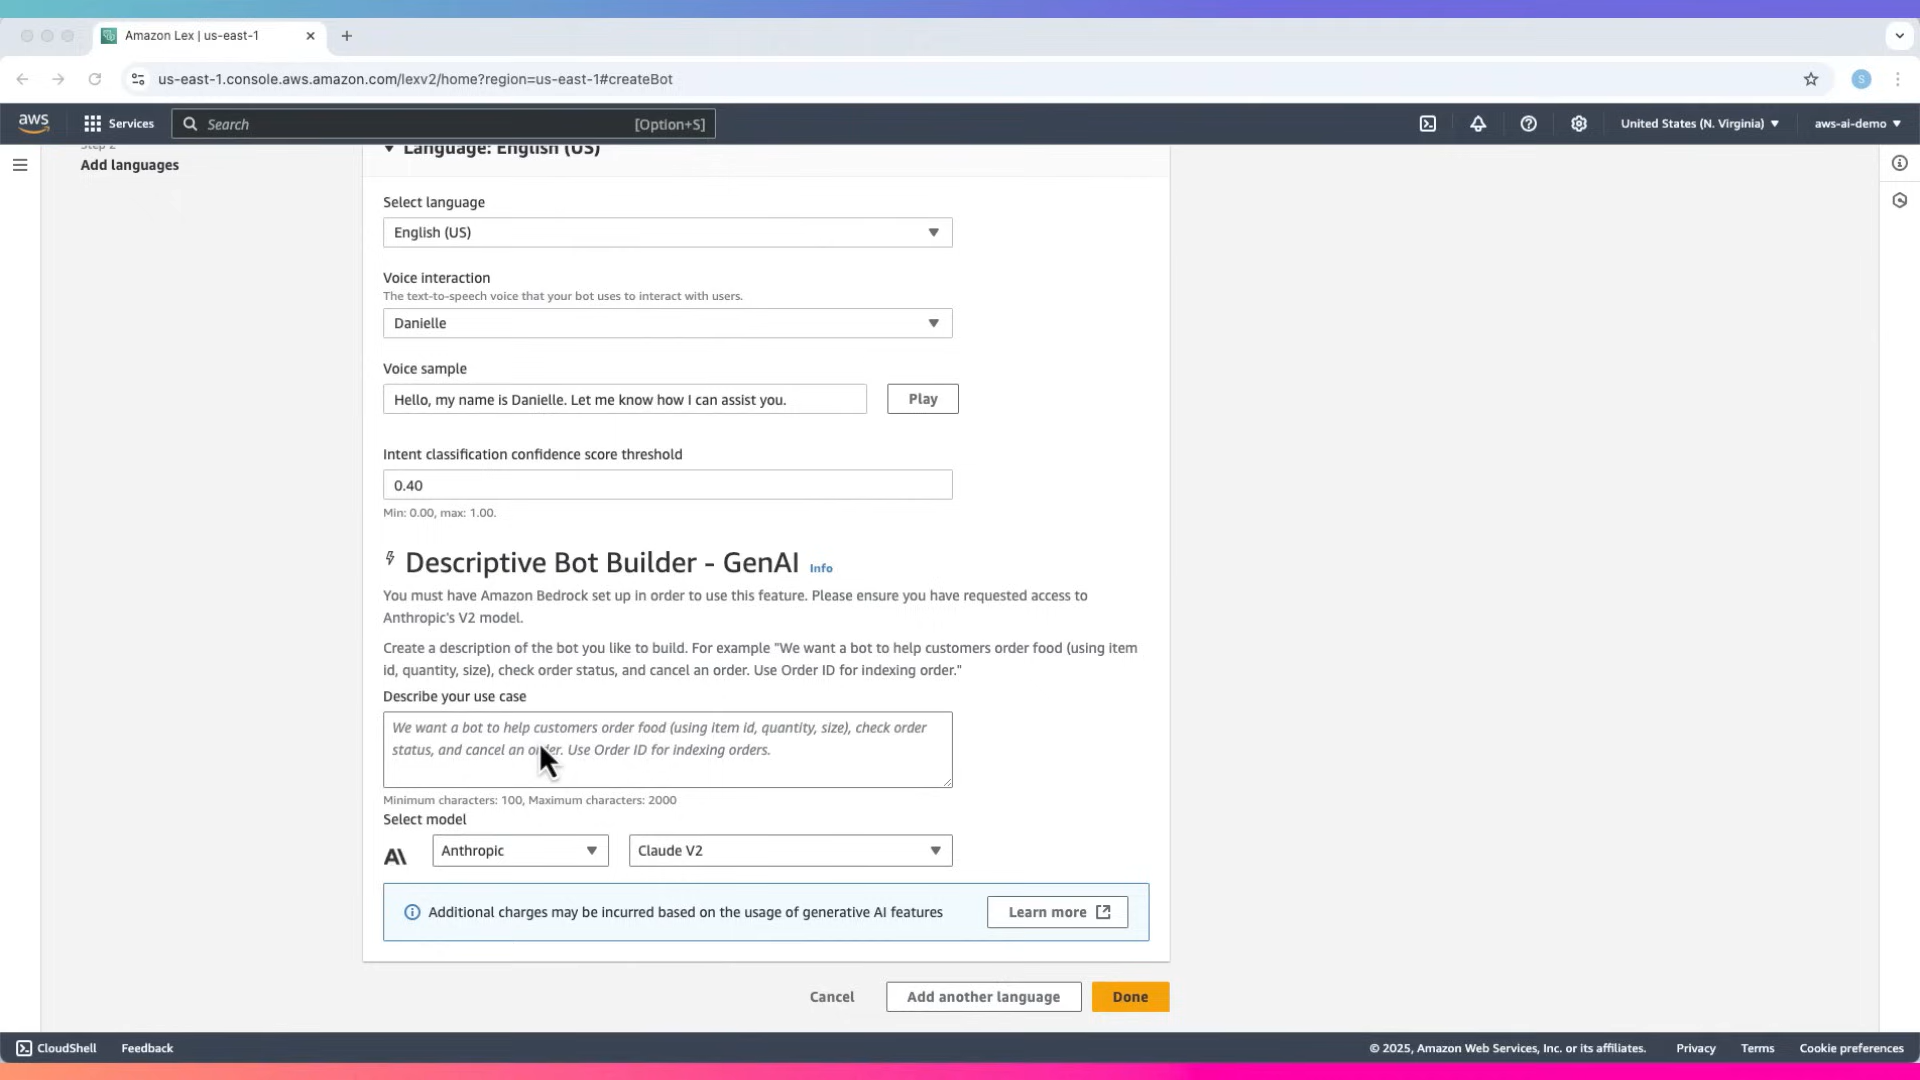 Amazon Lex | us-east-1
us-east-1.console.aws.amazon.com/lexv2/home?region=us-east-1#createBot
S
aws
Services
Search
[Option+S]
United States (N. Virginia)
aws-ai-demo
Step 2
Add languages
Language: English (US)
Select language
English (US)
Voice interaction
The text-to-speech voice that your bot uses to interact with users.
Danielle
Voice sample
Hello, my name is Danielle. Let me know how I can assist you.
Play
Intent classification confidence score threshold
0.40
Min: 0.00, max: 1.00.
Descriptive Bot Builder - GenAI Info
You must have Amazon Bedrock set up in order to use this feature. Please ensure you have requested access to
Anthropic's V2 model.
Create a description of the bot you like to build. For example "We want a bot to help customers order food (using item
id, quantity, size), check order status, and cancel an order. Use Order ID for indexing order."
Describe your use case
We want a bot to help customers order food (using item id, quantity, size), check order
status, and cancel an order. Use Order ID for indexing orders.
Minimum characters: 100, Maximum characters: 2000
Select model
A\
Anthropic
Claude V2
Additional charges may be incurred based on the usage of generative AI features
Learn more
Cancel
Add another language
Done
CloudShell
Feedback
© 2025, Amazon Web Services, Inc. or its affiliates.
Privacy
Terms
Cookie preferences